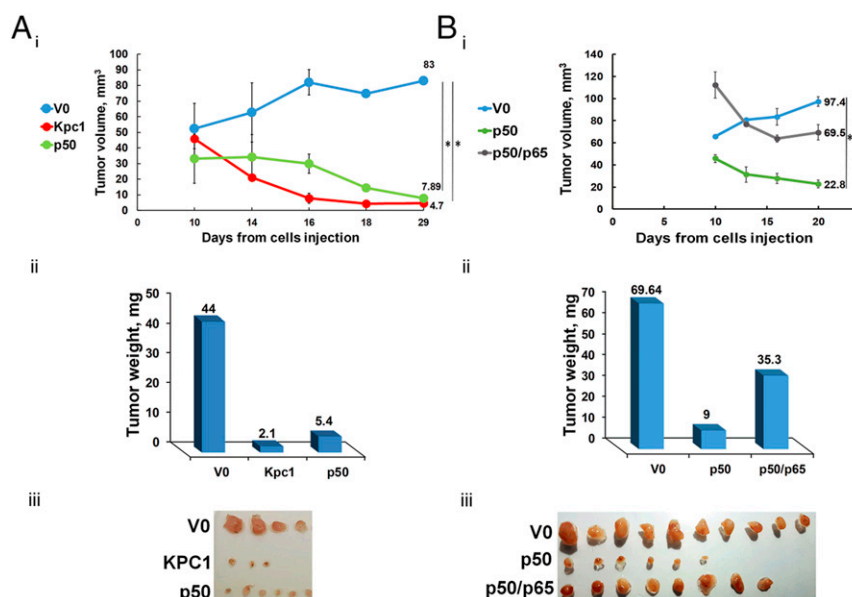 A i
Tumor volume, mm³
100
90
80
70
60
50
40
30
20
10
0
0 10 14 16 18 29
Days from cells injection
V0
Kpc1
p50
83
7.89
4.7
* *
B i
Tumor volume, mm³
140
120
100
80
60
40
20
0
0 5 10 15 20
Days from cells injection
V0
p50
p50/p65
97.4
69.5
22.8
*
ii
Tumor weight, mg
50
40
30
20
10
0
44
2.1
5.4
V0 Kpc1 p50
ii
Tumor weight, mg
70
60
50
40
30
20
10
0
69.64
9
35.3
V0 p50 p50/p65
iii
V0
KPC1
p50
iii
V0
p50
p50/p65